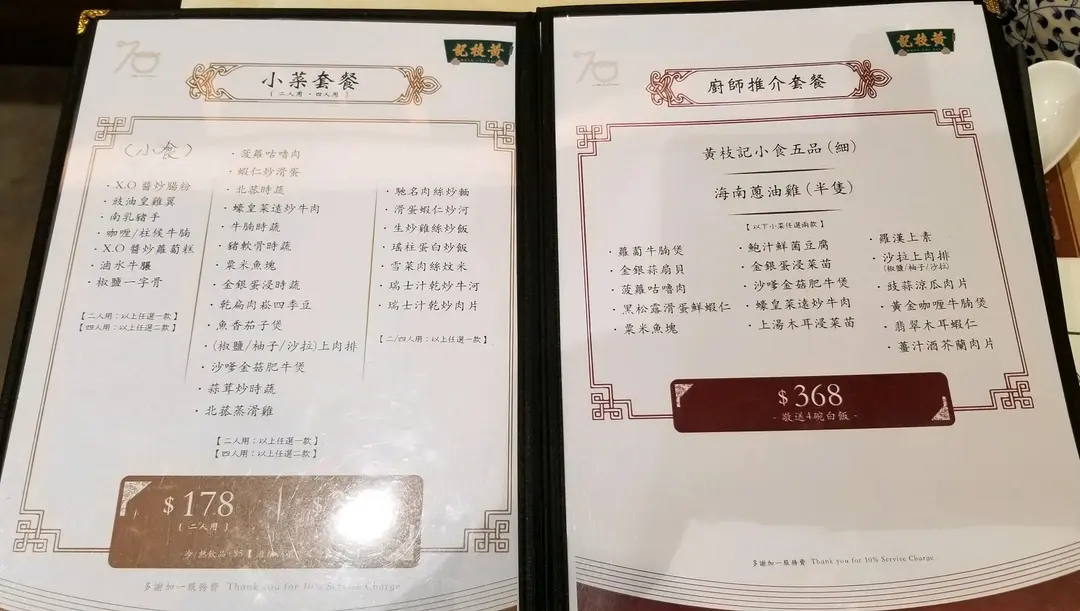 70
黃枝記
小菜套餐
( 二人用 · 四人用 )
(小食)
· X.O 醬炒腸粉
· 豉油皇雞翼
· 南乳豬手
· 咖喱/柱侯牛腩
· X.O 醬炒蘿蔔糕
· 滷水牛𦟌
· 椒鹽一字骨
【二人用：以上任選一款】
【四人用：以上任選二款】
· 菠蘿咕嚕肉
· 蝦仁炒滑蛋
· 北菇時蔬
· 蠔皇菜遠炒牛肉
· 牛腩時蔬
· 豬軟骨時蔬
· 粟米魚塊
· 金銀蛋浸時蔬
· 乾扁肉崧四季豆
· 魚香茄子煲
· (椒鹽/柚子/沙拉)上肉排
· 沙嗲金菇肥牛煲
· 蒜茸炒時蔬
· 北菇蒸滑雞
【二人用：以上任選一款】
【四人用：以上任選二款】
· 馳名肉絲炒麵
· 滑蛋蝦仁炒河
· 生炒雞絲炒飯
· 瑤柱蛋白炒飯
· 雪菜肉絲炆米
· 瑞士汁乾炒牛河
· 瑞士汁乾炒肉片
【二/四人用：以上任選一款】
$ 178
( 二人用 )
冷/熱飲品+$5
多謝加一服務費 Thank you for 10% Service Charge
70
黃枝記
廚師推介套餐
黃枝記小食五品(細)
海南蔥油雞(半隻)
【以下小菜任選兩款】
· 蘿蔔牛腩煲
· 金銀蒜扇貝
· 菠蘿咕嚕肉
· 黑松露滑蛋鮮蝦仁
· 粟米魚塊
· 鮑汁鮮菌豆腐
· 金銀蛋浸菜苗
· 沙嗲金菇肥牛煲
· 蠔皇菜遠炒牛肉
· 上湯木耳浸菜苗
· 羅漢上素
· 沙拉上肉排
(椒鹽/柚子/沙拉)
· 豉蒜涼瓜肉片
· 黃金咖喱牛腩煲
· 翡翠木耳蝦仁
· 薑汁酒芥蘭肉片
$ 368
- 敬送4碗白飯 -
多謝加一服務費 Thank you for 10% Service Charge